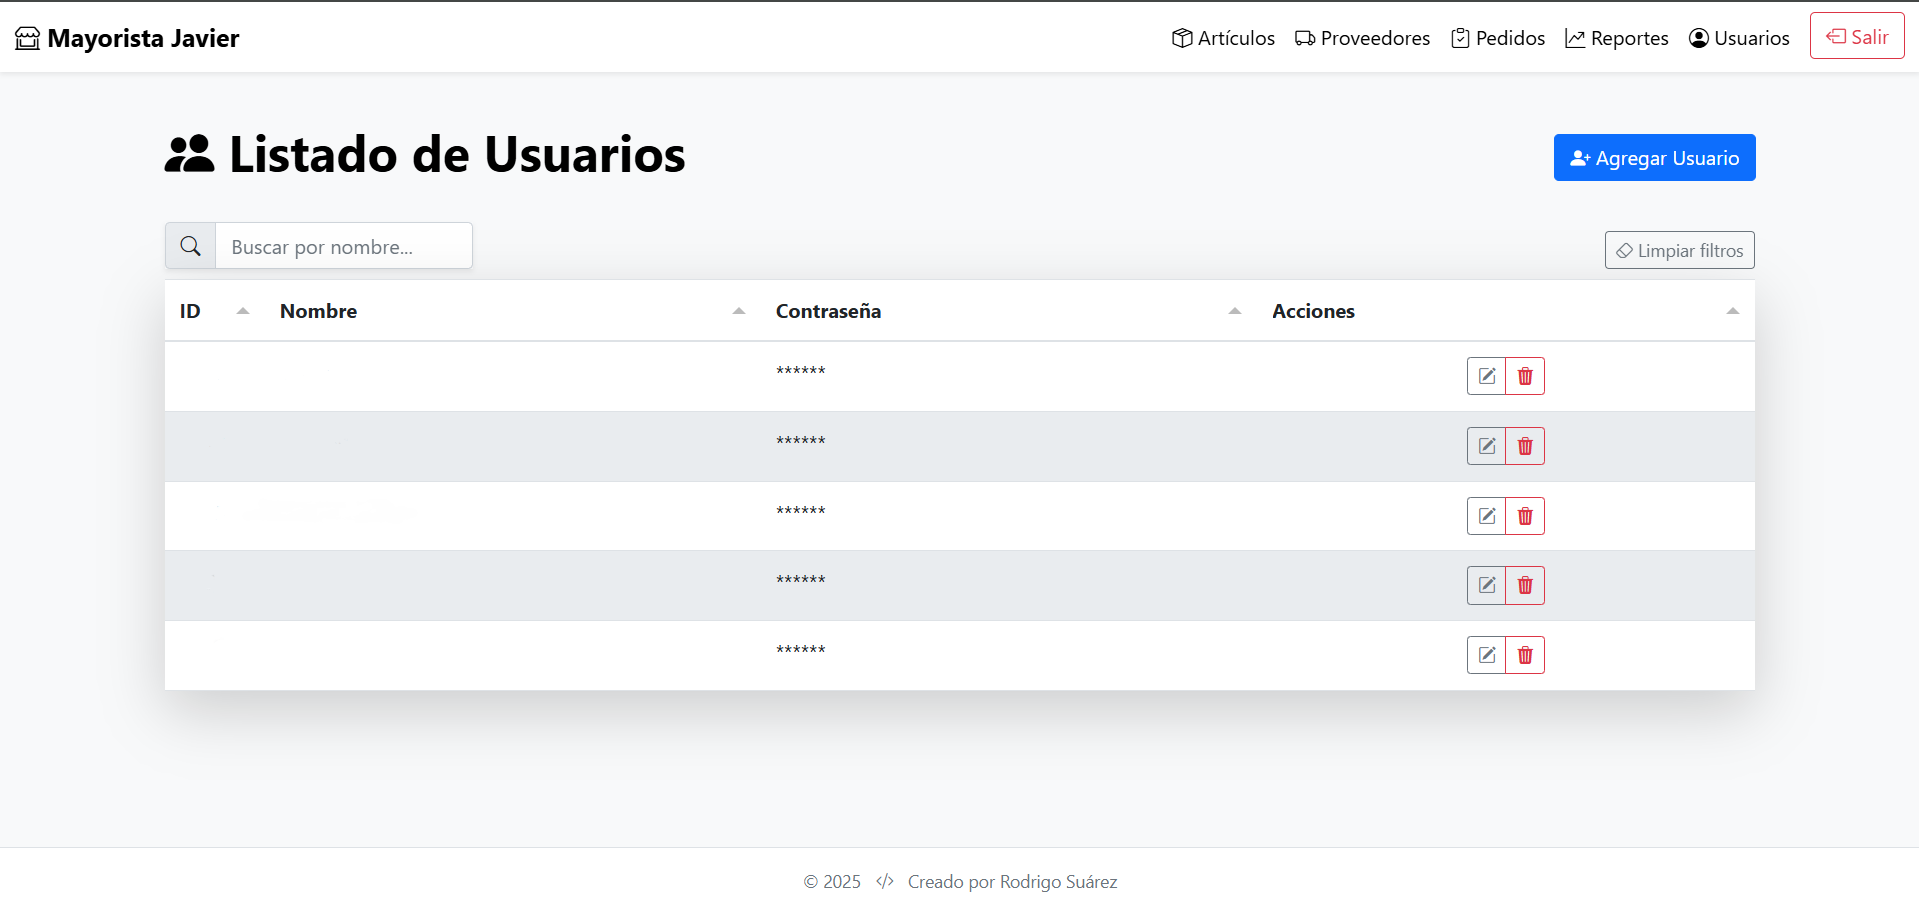 Mayorista Javier
Artículos Proveedores Pedidos Reportes Usuarios Salir
Listado de Usuarios
Agregar Usuario
Buscar por nombre...
Limpiar filtros
ID Nombre Contraseña Acciones
******
******
******
******
******
© 2025 </> Creado por Rodrigo Suárez